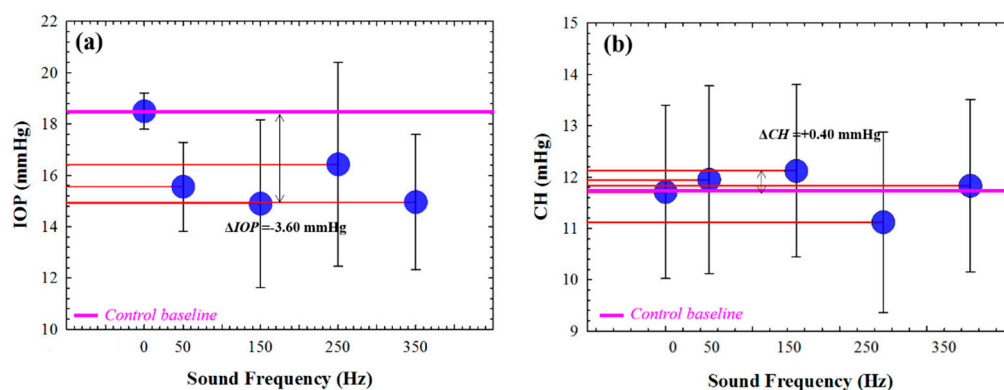 (a)
IOP (mmHg)
22
20
18
16
14
12
10
ΔIOP=-3.60 mmHg
Control baseline
0 50 150 250 350
Sound Frequency (Hz)
(b)
CH (mHg)
15
14
13
12
11
10
9
ΔCH =+0.40 mmHg
Control baseline
0 50 150 250 350
Sound Frequency (Hz)